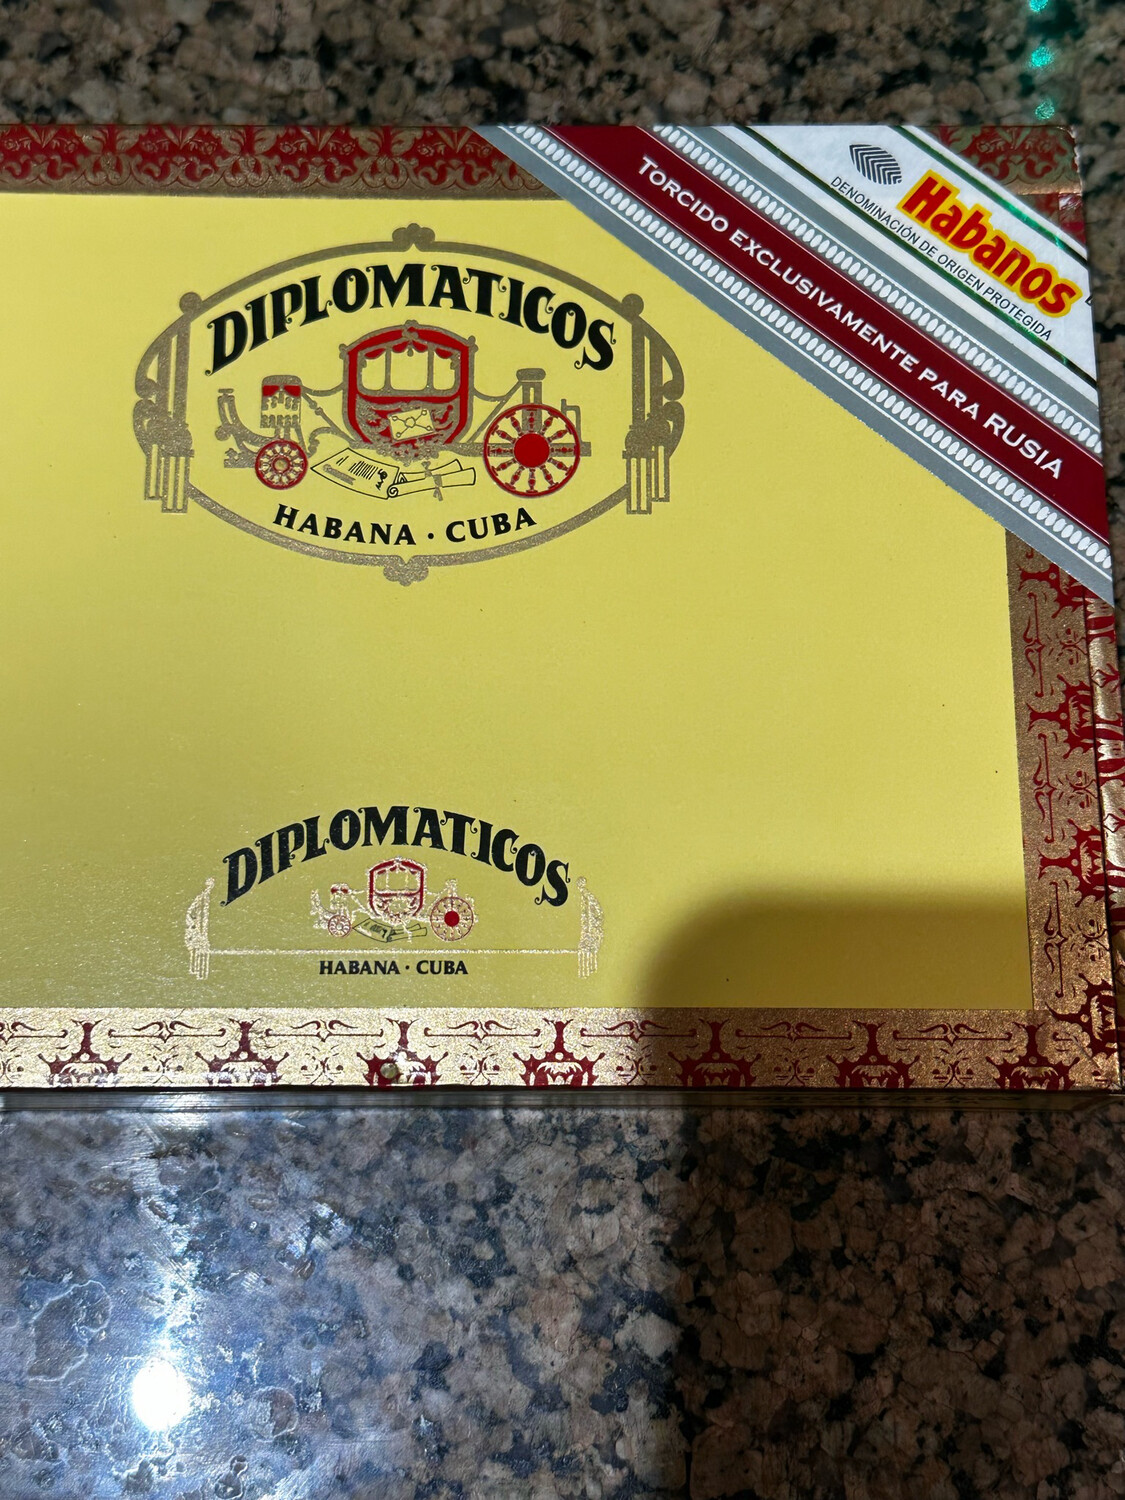 Habanos
DENOMINACIÓN DE ORIGEN PROTEGIDA
TORCIDO EXCLUSIVAMENTE PARA RUSIA
DIPLOMATICOS
HABANA · CUBA
DIPLOMATICOS
HABANA · CUBA